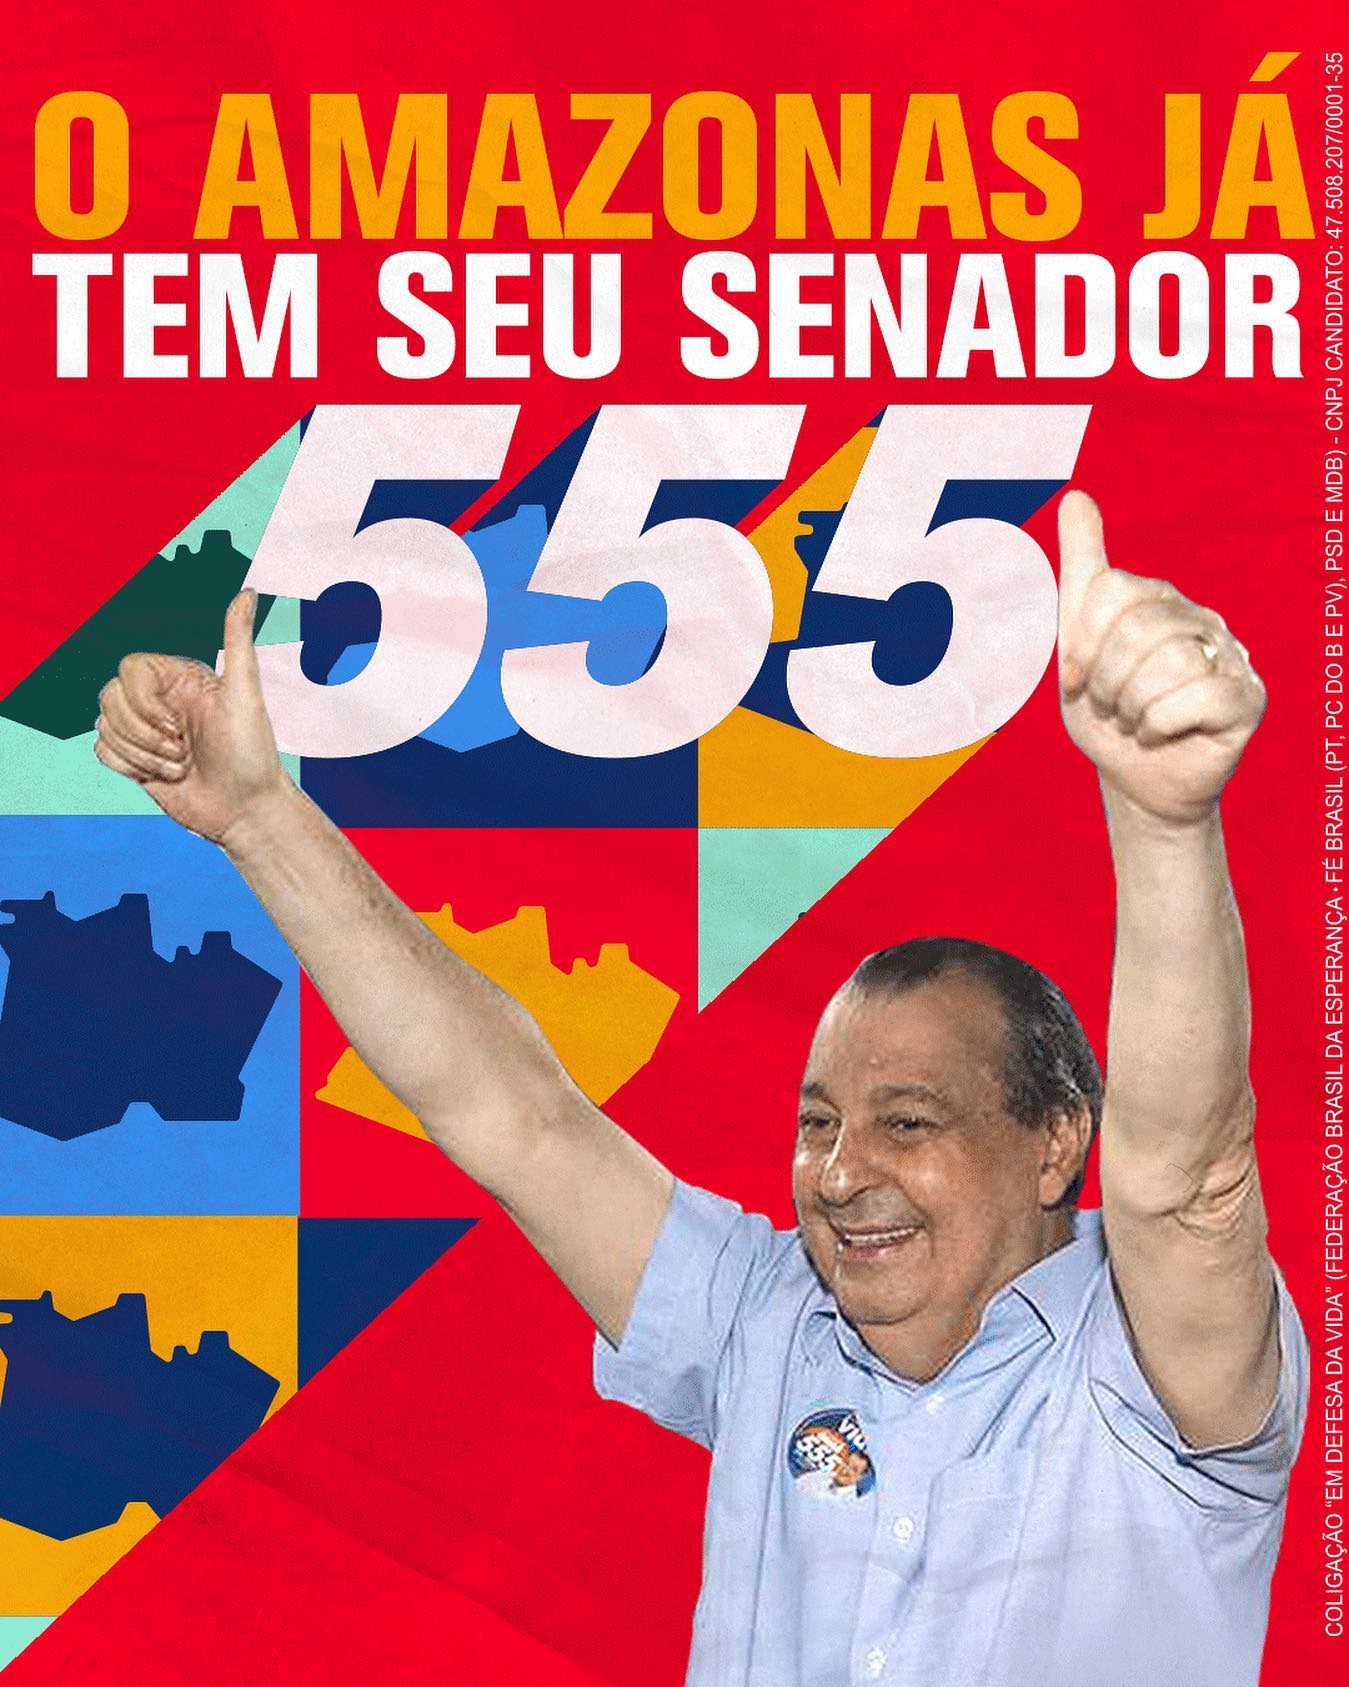 O AMAZONAS JÁ
TEM SEU SENADOR
555
COLIGAÇÃO "EM DEFESA DA VIDA" (FEDERAÇÃO BRASIL DA ESPERANÇA • FÉ BRASIL (PT, PC DO B E PV), PSD E MDB) - CNPJ CANDIDATO: 47.508.207/0001-35
555